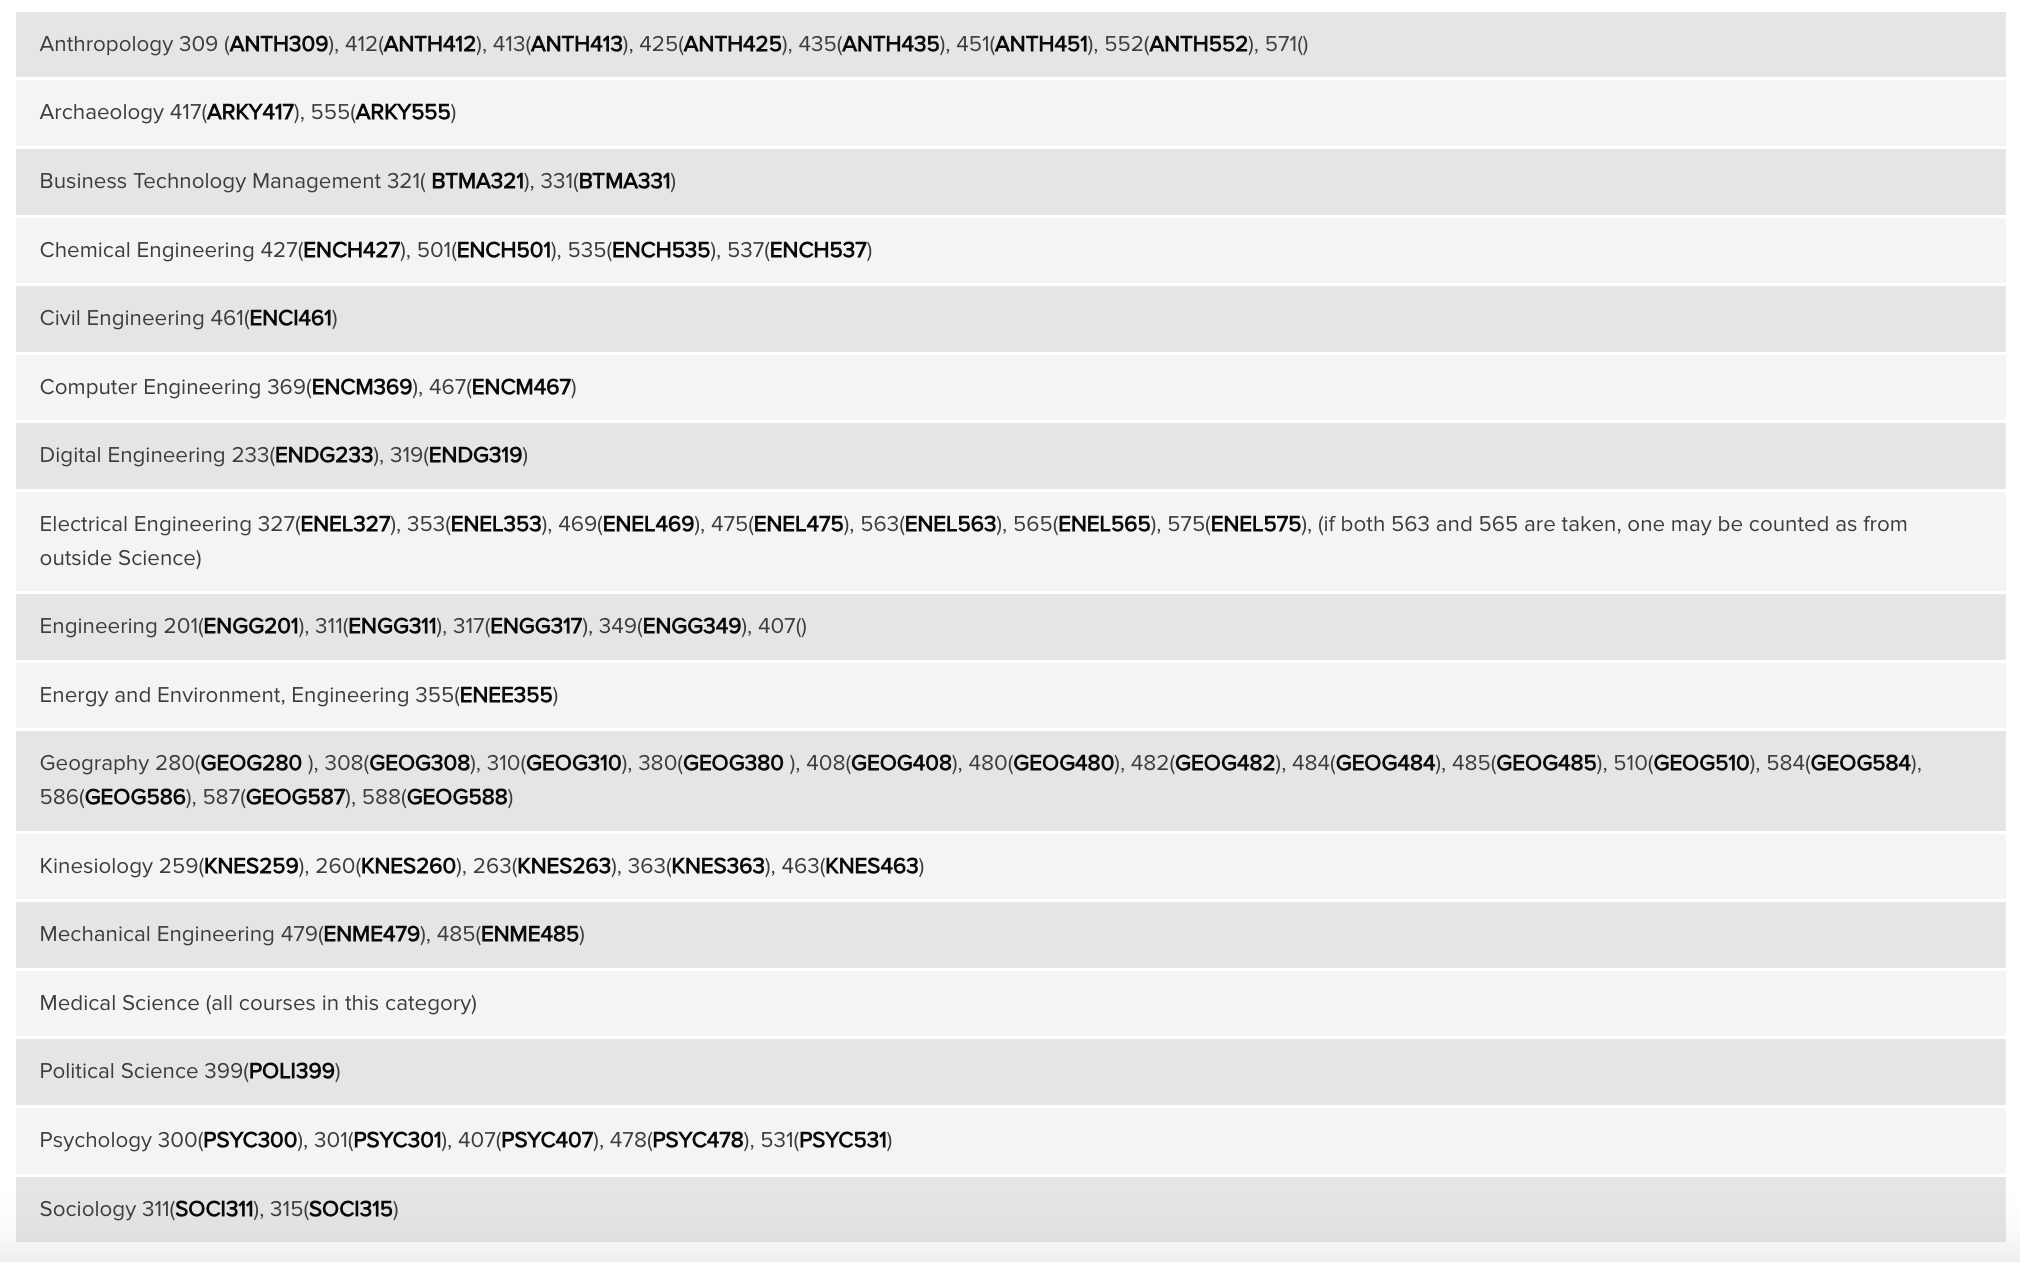 Anthropology 309 (ANTH309), 412(ANTH412), 413(ANTH413), 425(ANTH425), 435(ANTH435), 451(ANTH451), 552(ANTH552), 571()
Archaeology 417(ARKY417), 555(ARKY555)
Business Technology Management 321( BTMA321), 331(BTMA331)
Chemical Engineering 427(ENCH427), 501(ENCH501), 535(ENCH535), 537(ENCH537)
Civil Engineering 461(ENCI461)
Computer Engineering 369(ENCM369), 467(ENCM467)
Digital Engineering 233(ENDG233), 319(ENDG319)
Electrical Engineering 327(ENEL327), 353(ENEL353), 469(ENEL469), 475(ENEL475), 563(ENEL563), 565(ENEL565), 575(ENEL575), (if both 563 and 565 are taken, one may be counted as from
outside Science)
Engineering 201(ENGG201), 311(ENGG311), 317(ENGG317), 349(ENGG349), 407()
Energy and Environment, Engineering 355(ENEE355)
Geography 280(GEOG280 ), 308(GEOG308), 310(GEOG310), 380(GEOG380 ), 408(GEOG408), 480(GEOG480), 482(GEOG482), 484(GEOG484), 485(GEOG485), 510(GEOG510), 584(GEOG584),
586(GEOG586), 587(GEOG587), 588(GEOG588)
Kinesiology 259(KNES259), 260(KNES260), 263(KNES263), 363(KNES363), 463(KNES463)
Mechanical Engineering 479(ENME479), 485(ENME485)
Medical Science (all courses in this category)
Political Science 399(POLI399)
Psychology 300(PSYC300), 301(PSYC301), 407(PSYC407), 478(PSYC478), 531(PSYC531)
Sociology 311(SOCI311), 315(SOCI315)